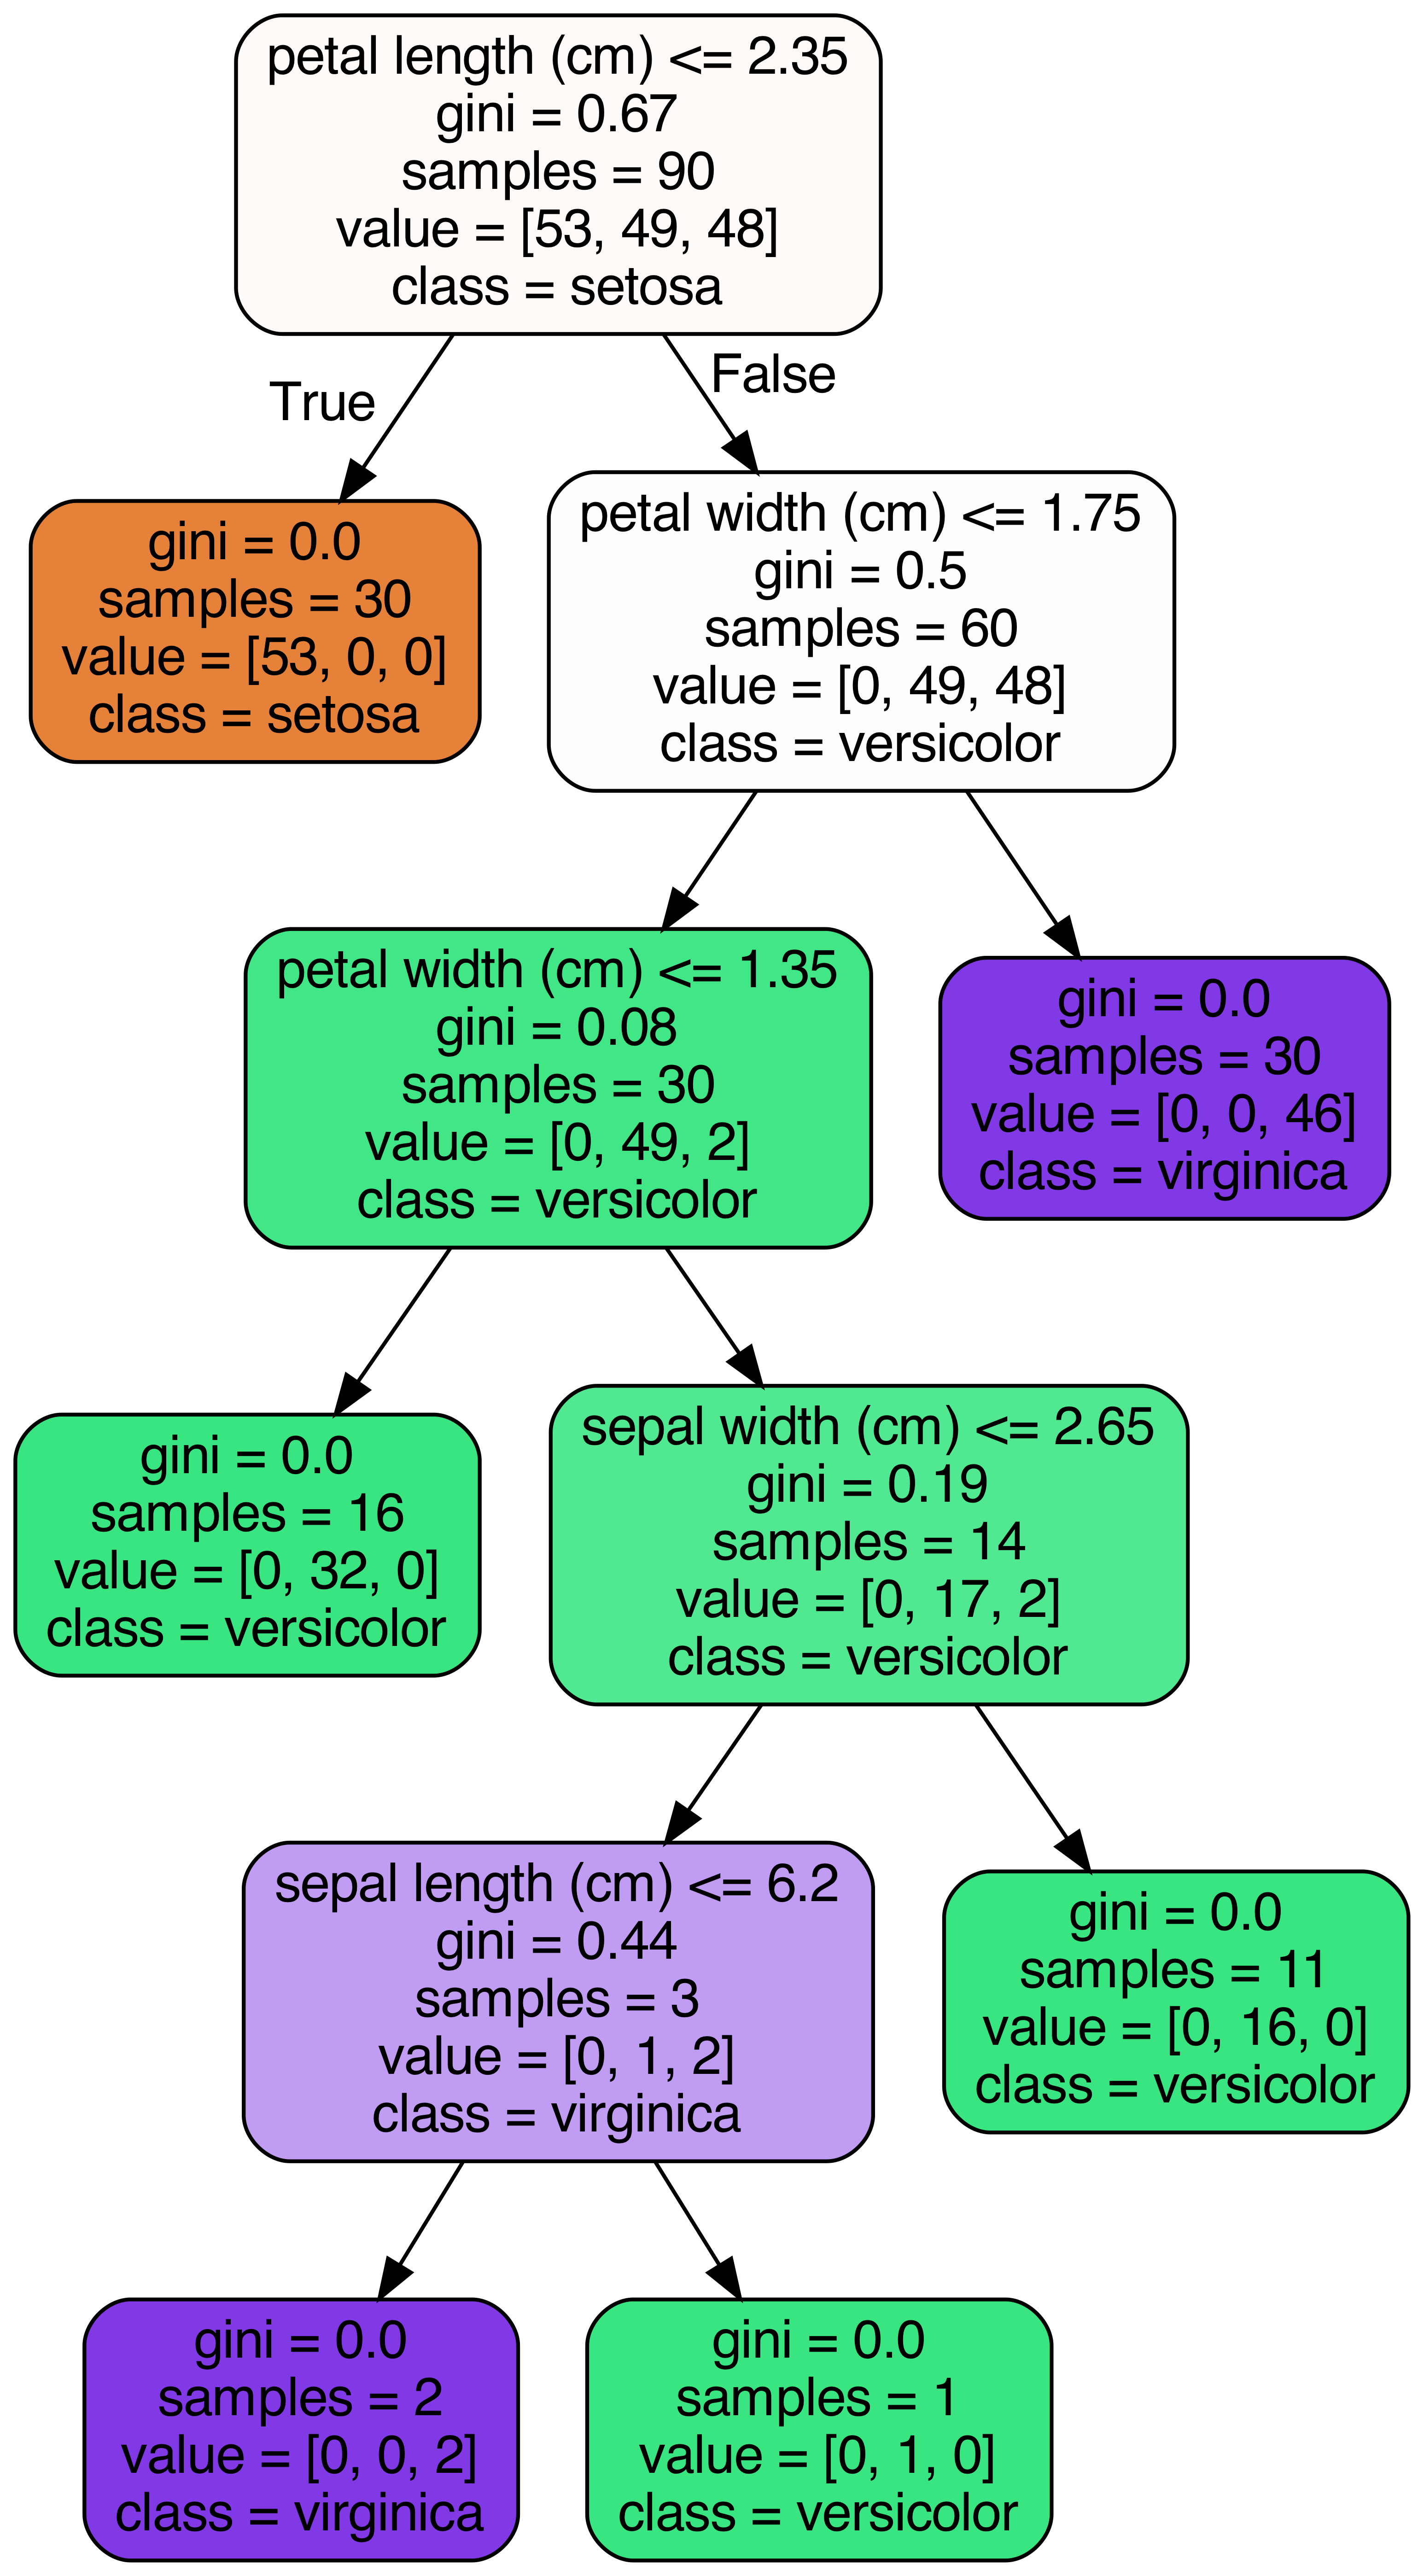 petal length (cm) <= 2.35
gini = 0.67
samples = 90
value = [53, 49, 48]
class = setosa
True
False
gini = 0.0
samples = 30
value = [53, 0, 0]
class = setosa
petal width (cm) <= 1.75
gini = 0.5
samples = 60
value = [0, 49, 48]
class = versicolor
petal width (cm) <= 1.35
gini = 0.08
samples = 30
value = [0, 49, 2]
class = versicolor
gini = 0.0
samples = 30
value = [0, 0, 46]
class = virginica
gini = 0.0
samples = 16
value = [0, 32, 0]
class = versicolor
sepal width (cm) <= 2.65
gini = 0.19
samples = 14
value = [0, 17, 2]
class = versicolor
sepal length (cm) <= 6.2
gini = 0.44
samples = 3
value = [0, 1, 2]
class = virginica
gini = 0.0
samples = 11
value = [0, 16, 0]
class = versicolor
gini = 0.0
samples = 2
value = [0, 0, 2]
class = virginica
gini = 0.0
samples = 1
value = [0, 1, 0]
class = versicolor